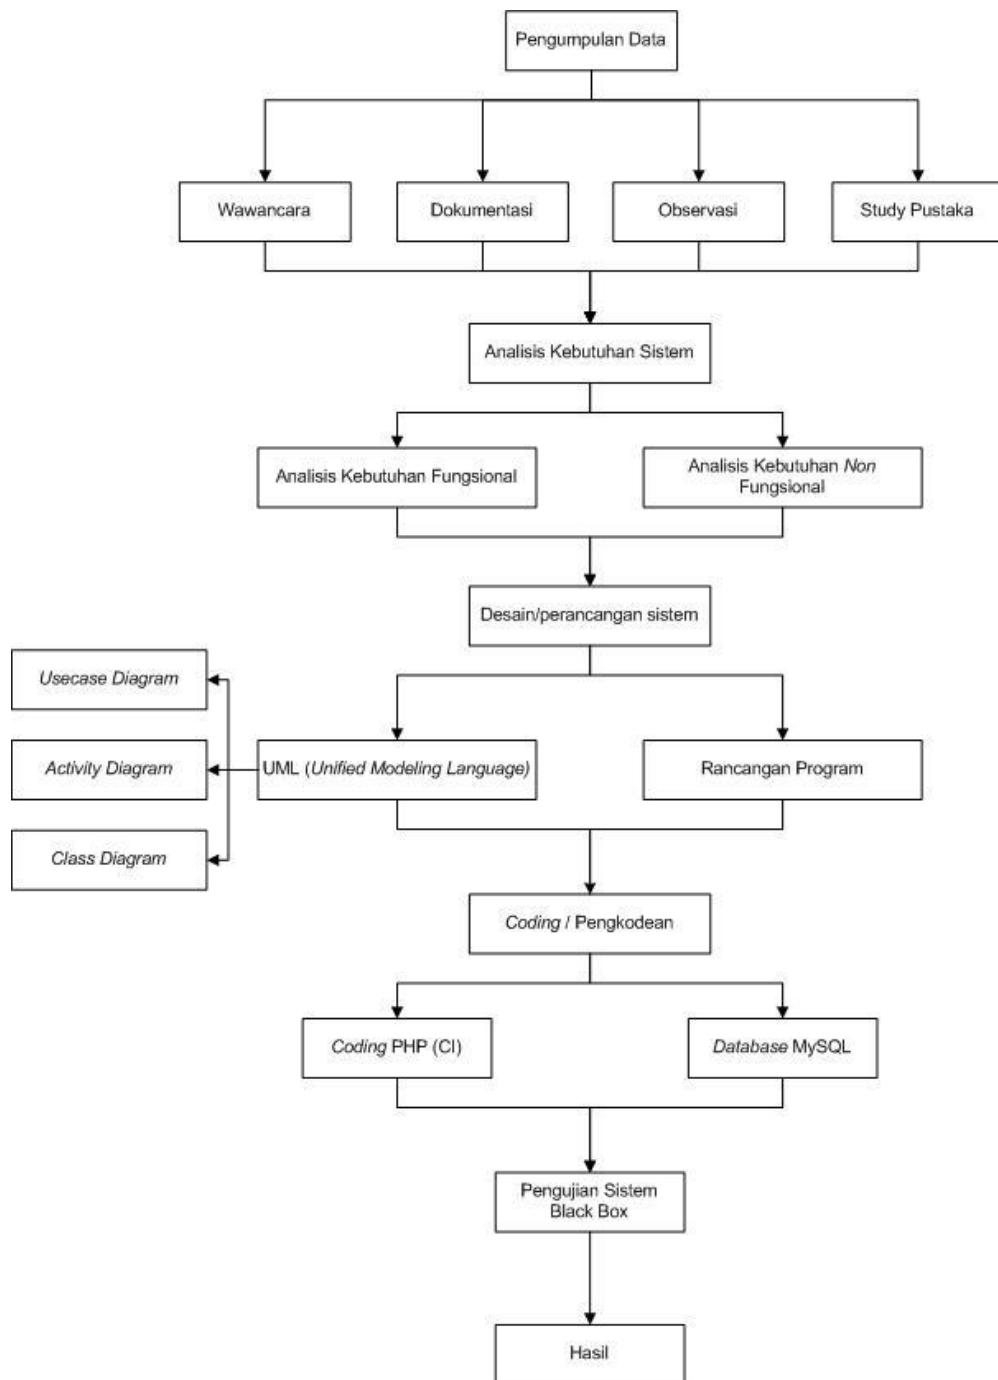 Pengumpulan Data
Wawancara
Dokumentasi
Observasi
Study Pustaka
Analisis Kebutuhan Sistem
Analisis Kebutuhan Fungsional
Analisis Kebutuhan Non
Fungsional
Desain/perancangan sistem
Usecase Diagram
Activity Diagram
Class Diagram
UML (Unified Modeling Language)
Rancangan Program
Coding / Pengkodean
Coding PHP (CI)
Database MySQL
Pengujian Sistem
Black Box
Hasil